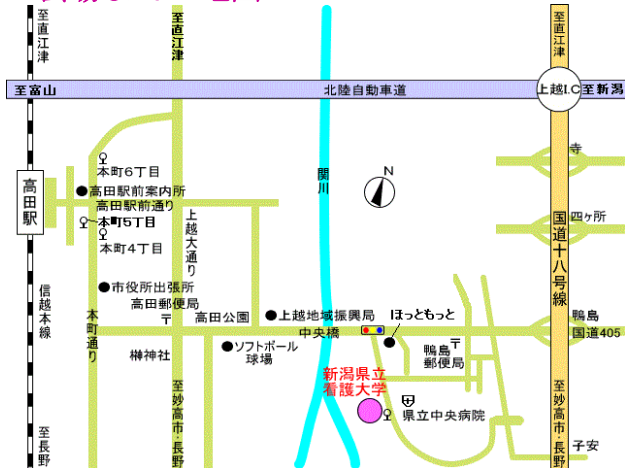 至直江津
至直江津
至直江津
至富山
北陸自動車道
上越I.C
至新潟
本町6丁目
高田駅前案内所
高田駅前通り
本町5丁目
本町4丁目
高田駅
関川
N
寺
四ヶ所
上越大通り
国道十八号線
市役所出張所
高田郵便局
〒
高田公園
上越地域振興局
中央橋
ほっともっと
鴨島
国道405
信越本線
本町通り
榊神社
ソフトボール
球場
鴨島〒
郵便局
新潟県立
看護大学
県立中央病院
至長野
至妙高市・長野
至妙高市・長野
子安